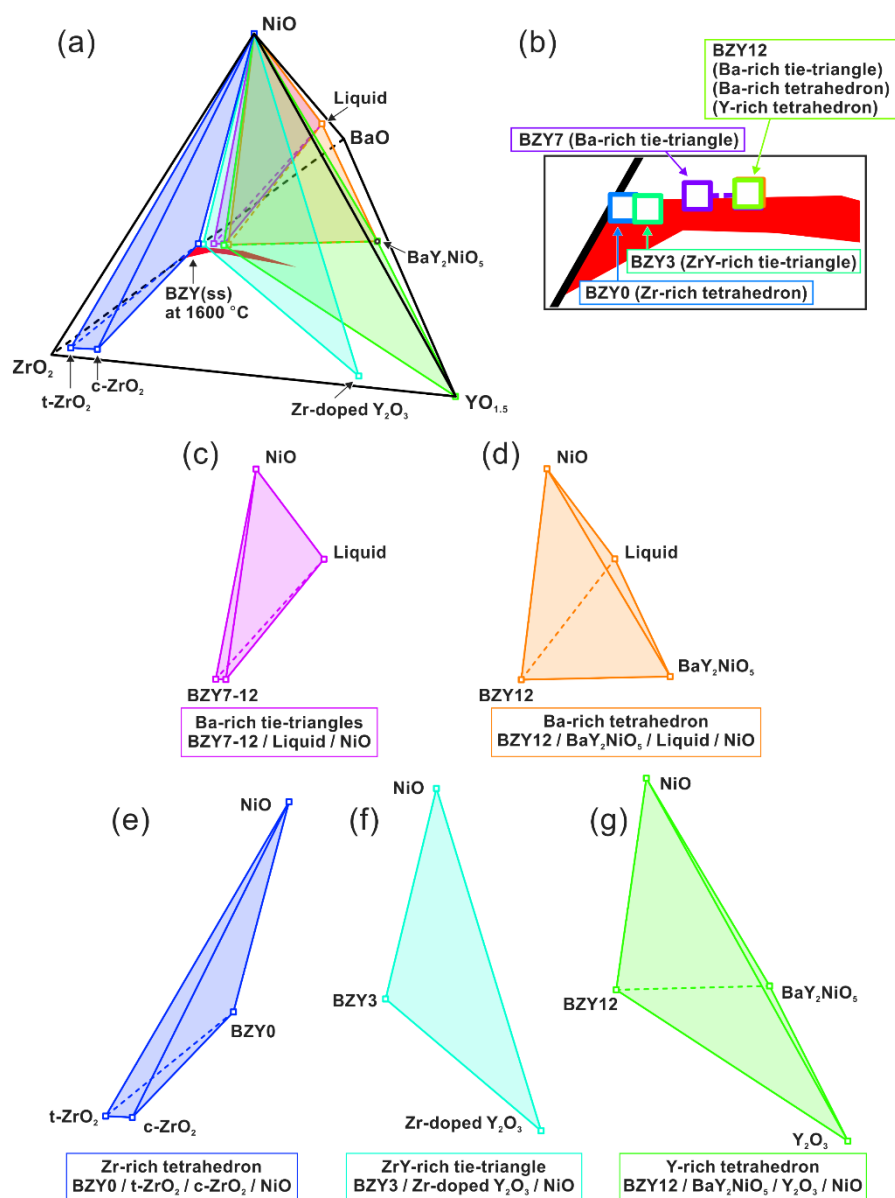 (a)
NiO
Liquid
BaO
BaY₂NiO₅
BZY(ss)
at 1600 °C
ZrO₂
t-ZrO₂
c-ZrO₂
Zr-doped Y₂O₃
YO₁.₅
(b)
BZY12
(Ba-rich tie-triangle)
(Ba-rich tetrahedron)
(Y-rich tetrahedron)
BZY7 (Ba-rich tie-triangle)
BZY3 (ZrY-rich tie-triangle)
BZY0 (Zr-rich tetrahedron)
(c)
NiO
Liquid
BZY7-12
Ba-rich tie-triangles
BZY7-12 / Liquid / NiO
(d)
NiO
Liquid
BaY₂NiO₅
BZY12
Ba-rich tetrahedron
BZY12 / BaY₂NiO₅ / Liquid / NiO
(e)
NiO
BZY0
t-ZrO₂
c-ZrO₂
Zr-rich tetrahedron
BZY0 / t-ZrO₂ / c-ZrO₂ / NiO
(f)
NiO
BZY3
Zr-doped Y₂O₃
ZrY-rich tie-triangle
BZY3 / Zr-doped Y₂O₃ / NiO
(g)
NiO
BZY12
BaY₂NiO₅
Y₂O₃
Y-rich tetrahedron
BZY12 / BaY₂NiO₅ / Y₂O₃ / NiO